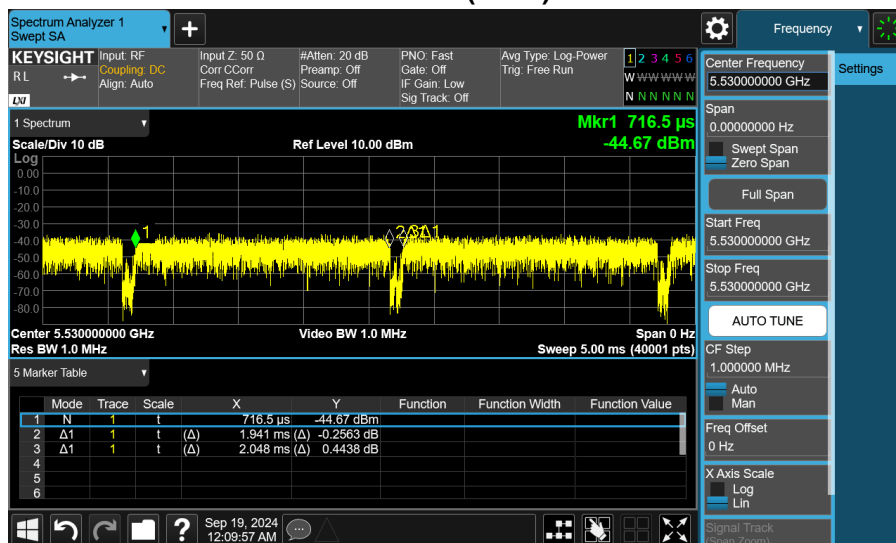 Spectrum Analyzer 1
Swept SA
+
Frequency
KEYSIGHT
RL
LXI
Input: RF
Coupling: DC
Align: Auto
Input Z: 50 Ω
Corr CCorr
Freq Ref: Pulse (S)
#Atten: 20 dB
Preamp: Off
Source: Off
PNO: Fast
Gate: Off
IF Gain: Low
Sig Track: Off
Avg Type: Log-Power
Trig: Free Run
1 2 3 4 5 6
W W W W W W
N N N N N N
1 Spectrum
Scale/Div 10 dB
Ref Level 10.00 dBm
Mkr1 716.5 µs
-44.67 dBm
Log
0.00
-10.0
-20.0
-30.0
-40.0
-50.0
-60.0
-70.0
-80.0
1
Center 5.530000000 GHz
Video BW 1.0 MHz
Span 0 Hz
Res BW 1.0 MHz
Sweep 5.00 ms (40001 pts)
5 Marker Table
Mode Trace Scale X Y Function Function Width Function Value
1 N 1 t 716.5 µs -44.67 dBm
2 Δ1 1 t (Δ) 1.941 ms (Δ) -0.2563 dB
3 Δ1 1 t (Δ) 2.048 ms (Δ) 0.4438 dB
4
5
6
?
Sep 19, 2024
12:09:57 AM
Center Frequency
5.530000000 GHz
Settings
Span
0.00000000 Hz
Swept Span
Zero Span
Full Span
Start Freq
5.530000000 GHz
Stop Freq
5.530000000 GHz
AUTO TUNE
CF Step
1.000000 MHz
Auto
Man
Freq Offset
0 Hz
X Axis Scale
Log
Lin
Signal Track
(Span Zoom)